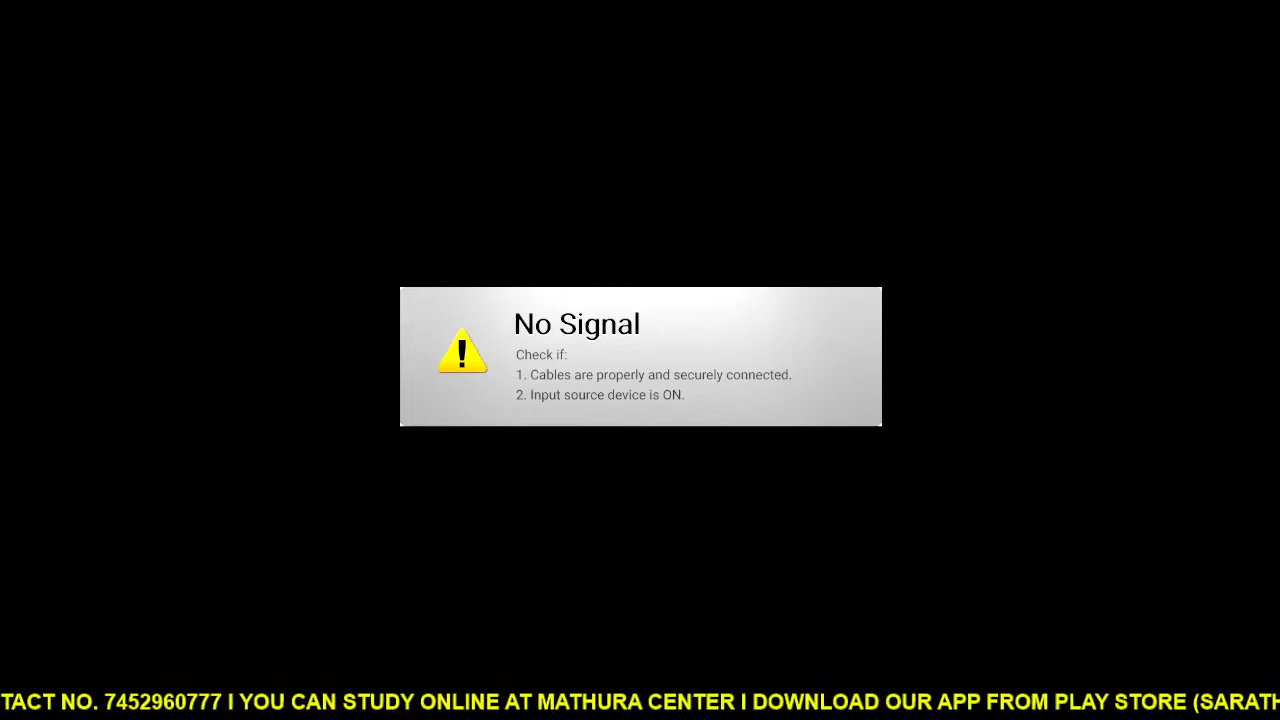 No Signal
Check if:
1. Cables are properly and securely connected.
2. Input source device is ON.
TACT NO. 7452960777 I YOU CAN STUDY ONLINE AT MATHURA CENTER I DOWNLOAD OUR APP FROM PLAY STORE (SARATH